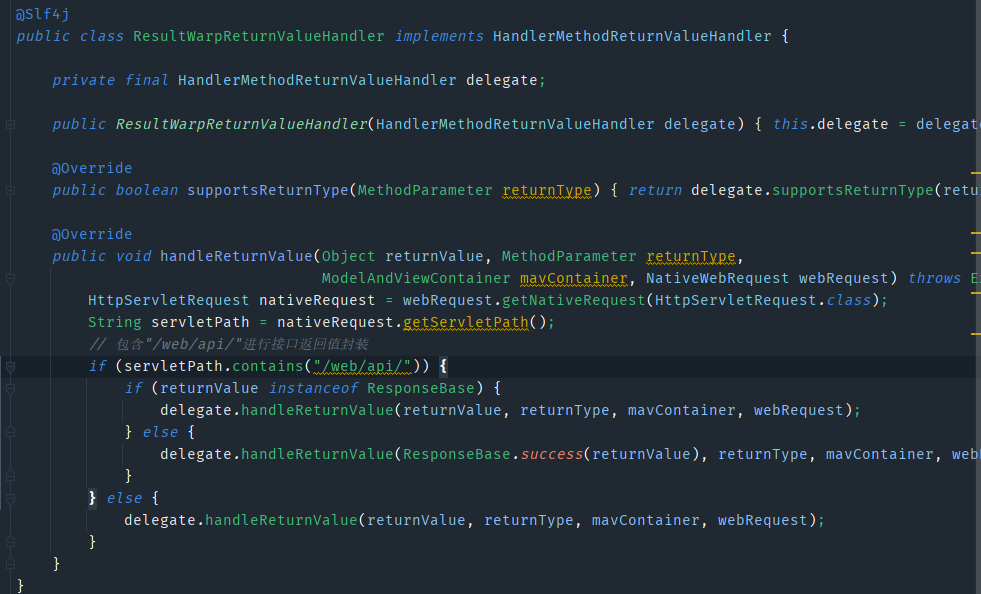 @Slf4j
public class ResultWarpReturnValueHandler implements HandlerMethodReturnValueHandler {
private final HandlerMethodReturnValueHandler delegate;
public ResultWarpReturnValueHandler(HandlerMethodReturnValueHandler delegate) { this.delegate = delegat
@Override
public boolean supportsReturnType(MethodParameter returnType) { return delegate.supportsReturnType(retu
@Override
public void handleReturnValue(Object returnValue, MethodParameter returnType,
ModelAndViewContainer mavContainer, NativeWebRequest webRequest) throws E
HttpServletRequest nativeRequest = webRequest.getNativeRequest(HttpServletRequest.class);
String servletPath = nativeRequest.getServletPath();
// 包含"/web/api/"进行接口返回值封装
if (servletPath.contains("/web/api/")) {
if (returnValue instanceof ResponseBase) {
delegate.handleReturnValue(returnValue, returnType, mavContainer, webRequest);
} else {
delegate.handleReturnValue(ResponseBase.success(returnValue), returnType, mavContainer, web
}
} else {
delegate.handleReturnValue(returnValue, returnType, mavContainer, webRequest);
}
}
}